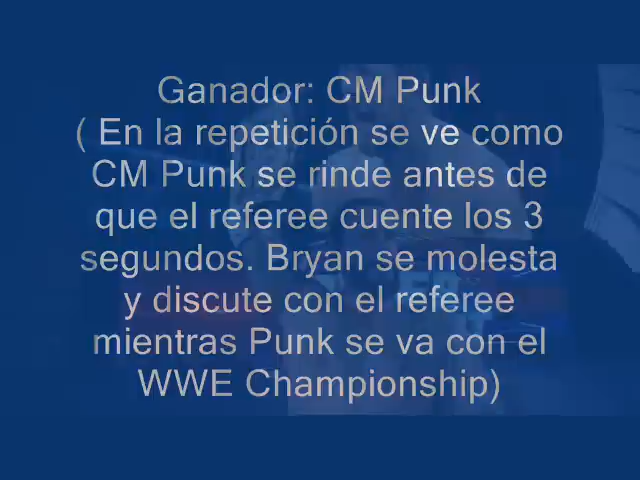 Ganador: CM Punk
( En la repetición se ve como
CM Punk se rinde antes de
que el referee cuente los 3
segundos. Bryan se molesta
y discute con el referee
mientras Punk se va con el
WWE Championship)